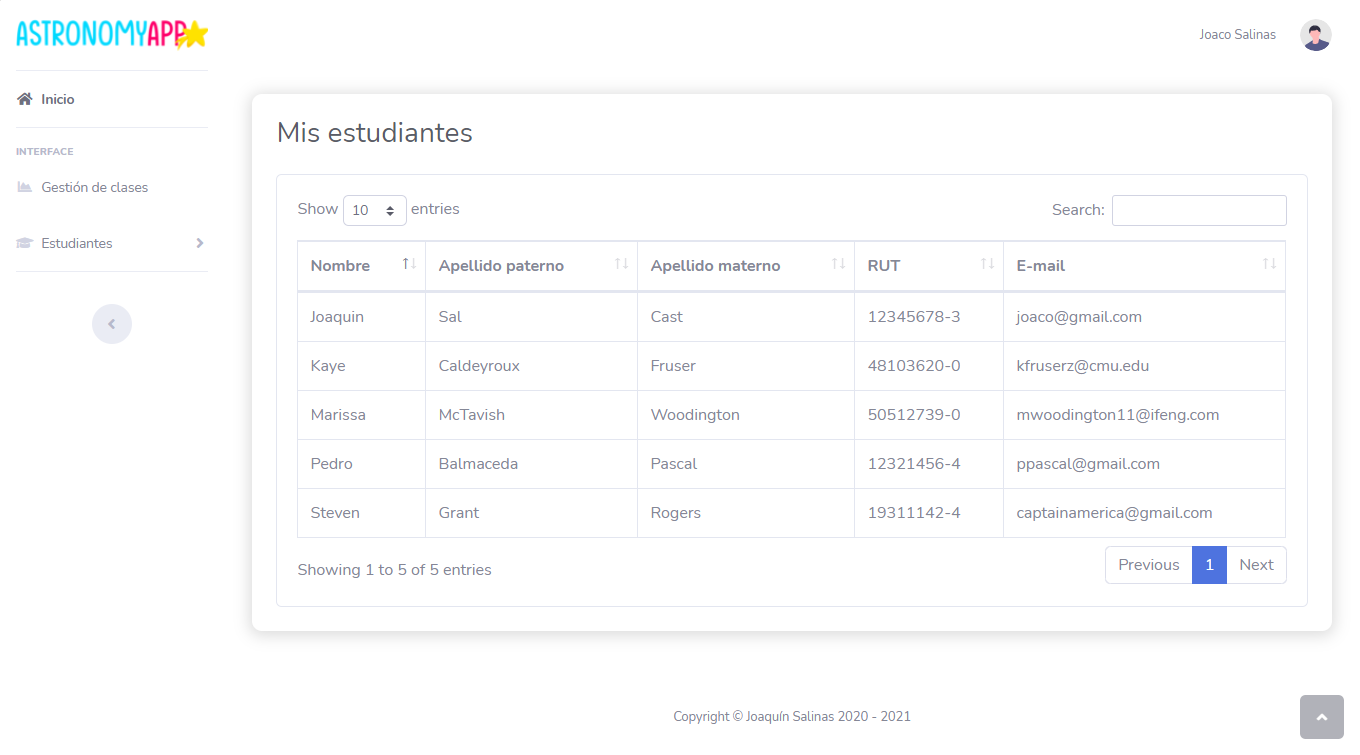 ASTRONOMYAPP
Joaco Salinas
Inicio
INTERFACE
Gestión de clases
Estudiantes
Mis estudiantes
Show 10 entries
Search:
Nombre Apellido paterno Apellido materno RUT E-mail
Joaquin Sal Cast 12345678-3 joaco@gmail.com
Kaye Caldeyroux Fruser 48103620-0 kfruserz@cmu.edu
Marissa McTavish Woodington 50512739-0 mwoodington11@ifeng.com
Pedro Balmaceda Pascal 12321456-4 ppascal@gmail.com
Steven Grant Rogers 19311142-4 captainamerica@gmail.com
Showing 1 to 5 of 5 entries
Previous 1 Next
Copyright © Joaquín Salinas 2020 - 2021